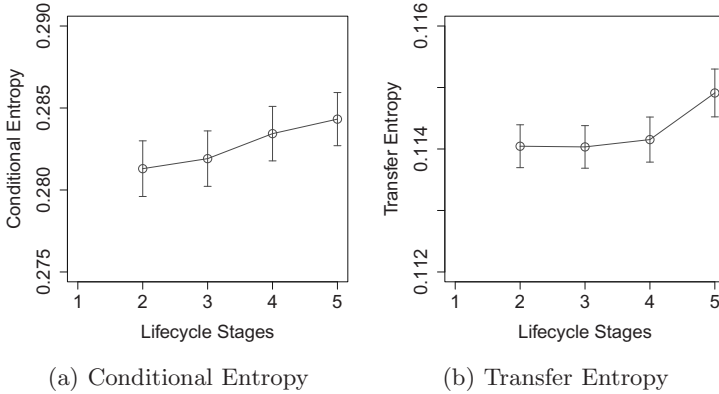 0.290
0.285
0.280
0.275
Conditional Entropy
1 2 3 4 5
Lifecycle Stages
(a) Conditional Entropy
0.116
0.114
0.112
Transfer Entropy
1 2 3 4 5
Lifecycle Stages
(b) Transfer Entropy